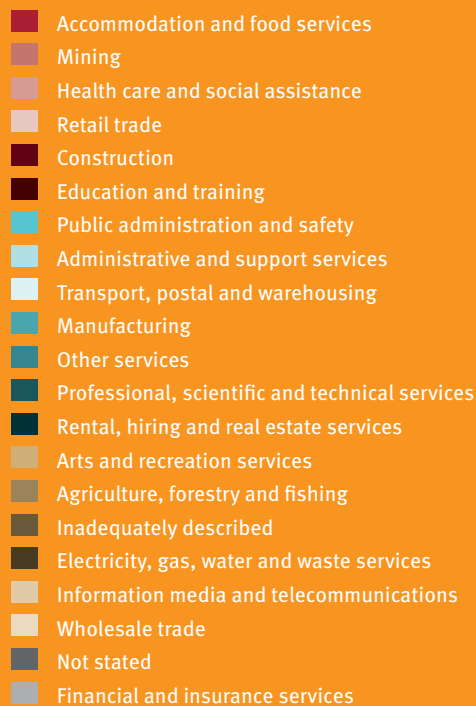 Accommodation and food services
Mining
Health care and social assistance
Retail trade
Construction
Education and training
Public administration and safety
Administrative and support services
Transport, postal and warehousing
Manufacturing
Other services
Professional, scientific and technical services
Rental, hiring and real estate services
Arts and recreation services
Agriculture, forestry and fishing
Inadequately described
Electricity, gas, water and waste services
Information media and telecommunications
Wholesale trade
Not stated
Financial and insurance services